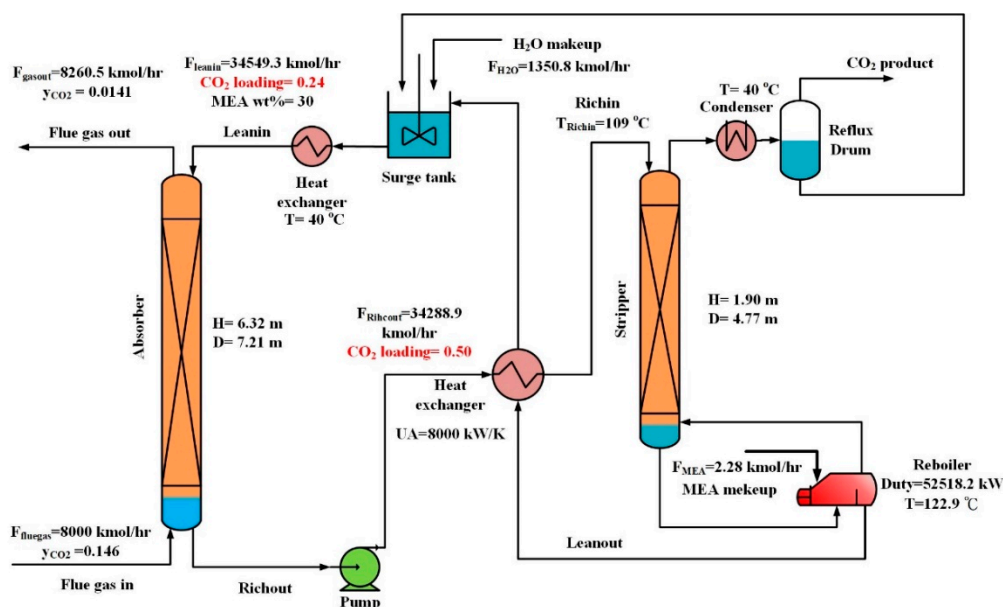 F_gasout=8260.5 kmol/hr
y_CO2 = 0.0141
Flue gas out
F_leanin=34549.3 kmol/hr
CO₂ loading= 0.24
MEA wt%= 30
Leanin
Heat
exchanger
T= 40 °C
H₂O makeup
F_H2O=1350.8 kmol/hr
Surge tank
Richin
T_Richin=109 °C
T= 40 °C
Condenser
CO₂ product
Reflux
Drum
Absorber
H= 6.32 m
D= 7.21 m
F_Rihcout=34288.9
kmol/hr
CO₂ loading= 0.50
Heat
exchanger
UA=8000 kW/K
Stripper
H= 1.90 m
D= 4.77 m
F_MEA=2.28 kmol/hr
MEA mekeup
Reboiler
Duty=52518.2 kW
T=122.9 ℃
F_fluegas=8000 kmol/hr
y_CO2 =0.146
Flue gas in
Richout
Pump
Leanout